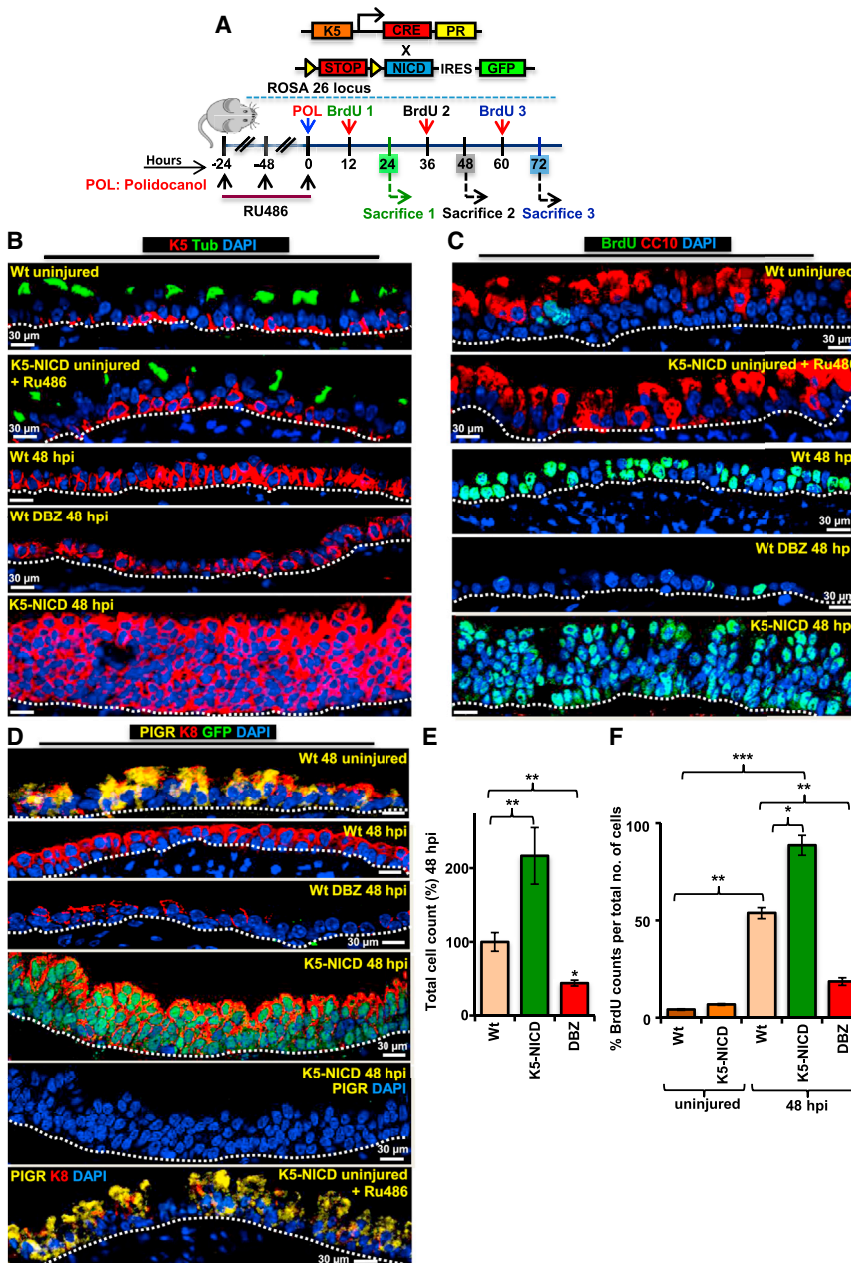 A
K5 CRE PR
X
STOP NICD IRES GFP
ROSA 26 locus
POL BrdU 1 BrdU 2 BrdU 3
Hours -24 -48 0 12 24 36 48 60 72
POL: Polidocanol
RU486
Sacrifice 1 Sacrifice 2 Sacrifice 3
B
K5 Tub DAPI
Wt uninjured
30 µm
K5-NICD uninjured
+ Ru486
30 µm
Wt 48 hpi
Wt DBZ 48 hpi
30 µm
K5-NICD 48 hpi
C
BrdU CC10 DAPI
Wt uninjured
30 µm
K5-NICD uninjured + Ru486
30 µm
Wt 48 hp
30 µm
Wt DBZ 48 hp
30 µm
K5-NICD 48 hp
D
PIGR K8 GFP DAPI
Wt 48 uninjured
Wt 48 hpi
Wt DBZ 48 hpi
30 µm
K5-NICD 48 hpi
30 µm
K5-NICD 48 hpi
PIGR DAPI
30 µm
PIGR K8 DAPI
K5-NICD uninjured
+ Ru486
30 µm
E
**
**
Total cell count (%) 48 hpi
200
100
0
*
Wt
K5-NICD
DBZ
F
***
**
*
**
% BrdU counts per total no. of cells
100
50
0
Wt
K5-NICD
Wt
K5-NICD
DBZ
uninjured
48 hpi